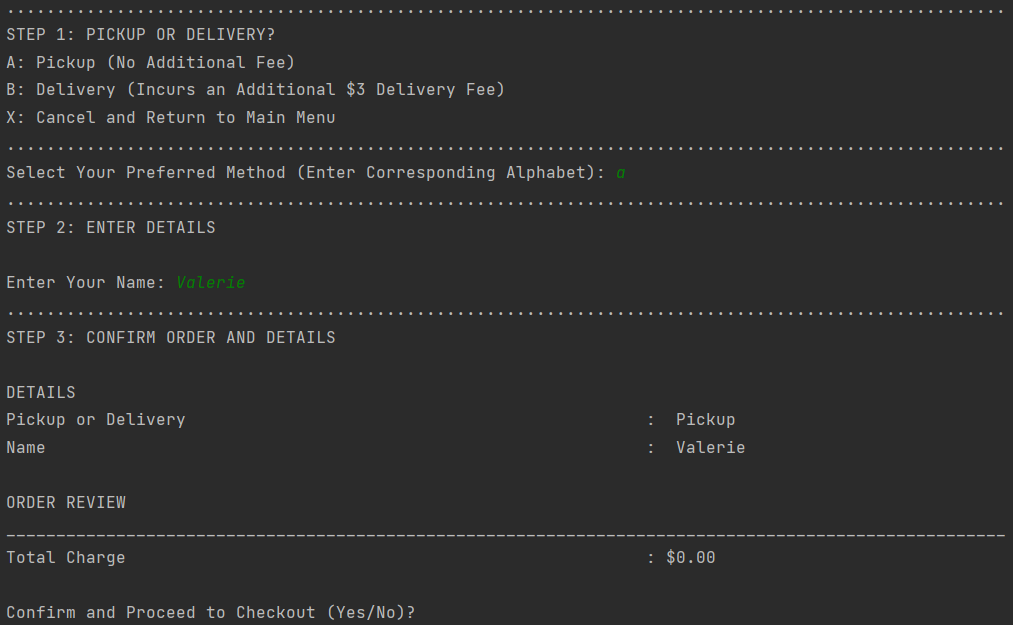 STEP 1: PICKUP OR DELIVERY?
A: Pickup (No Additional Fee)
B: Delivery (Incurs an Additional $3 Delivery Fee)
X: Cancel and Return to Main Menu
Select Your Preferred Method (Enter Corresponding Alphabet): a
STEP 2: ENTER DETAILS
Enter Your Name: Valerie
STEP 3: CONFIRM ORDER AND DETAILS
DETAILS
Pickup or Delivery : Pickup
Name : Valerie
ORDER REVIEW
Total Charge : $0.00
Confirm and Proceed to Checkout (Yes/No)?